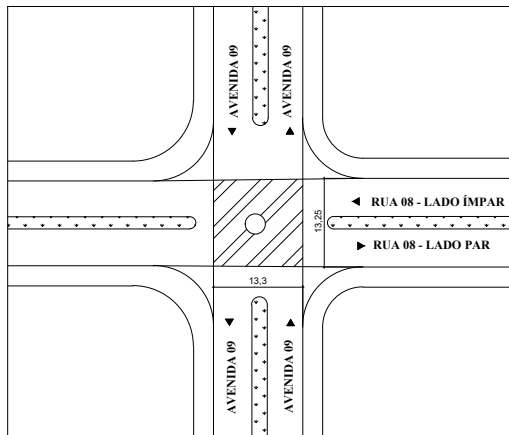 AVENIDA 09
AVENIDA 09
RUA 08 - LADO ÍMPAR
13,25
RUA 08 - LADO PAR
13,3
AVENIDA 09
AVENIDA 09